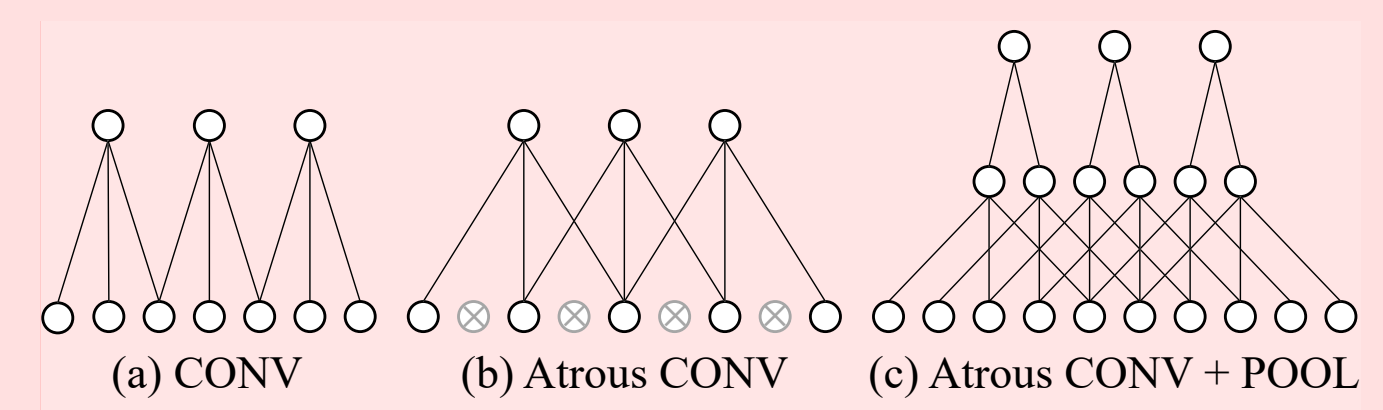 (a) CONV
(b) Atrous CONV
(c) Atrous CONV + POOL